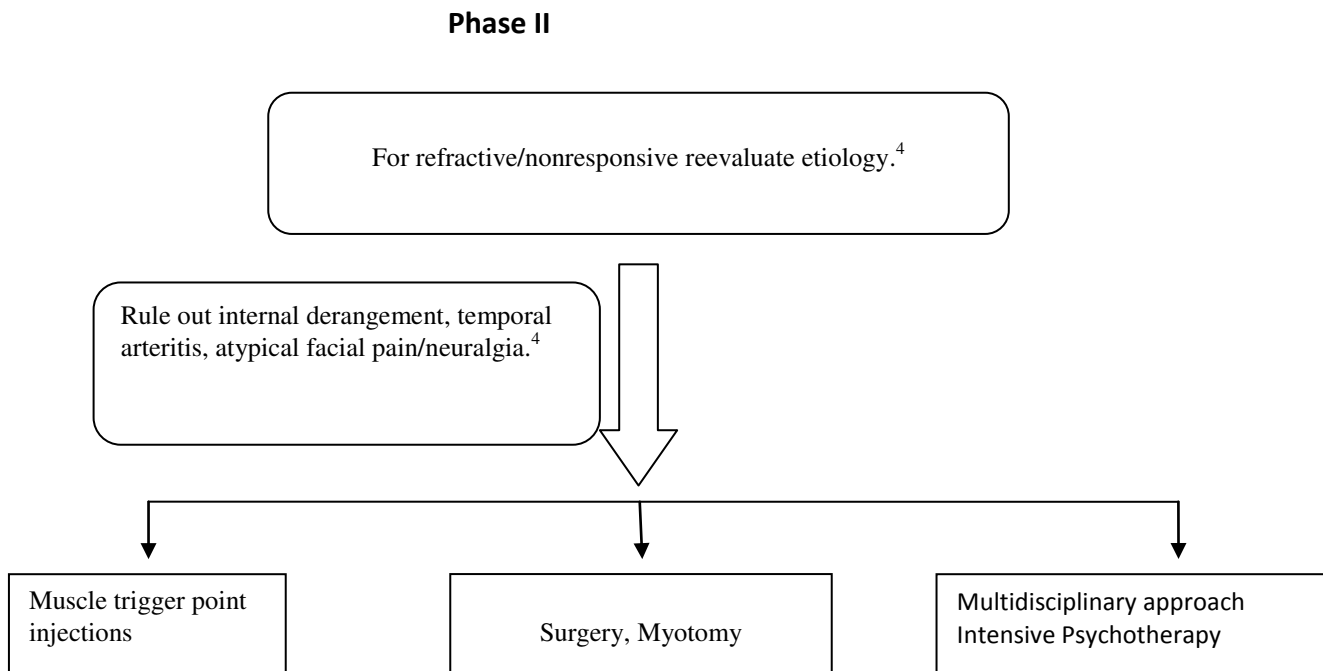 Phase II
For refractive/nonresponsive reevaluate etiology.⁴
Rule out internal derangement, temporal
arteritis, atypical facial pain/neuralgia.⁴
Muscle trigger point
injections
Surgery, Myotomy
Multidisciplinary approach
Intensive Psychotherapy